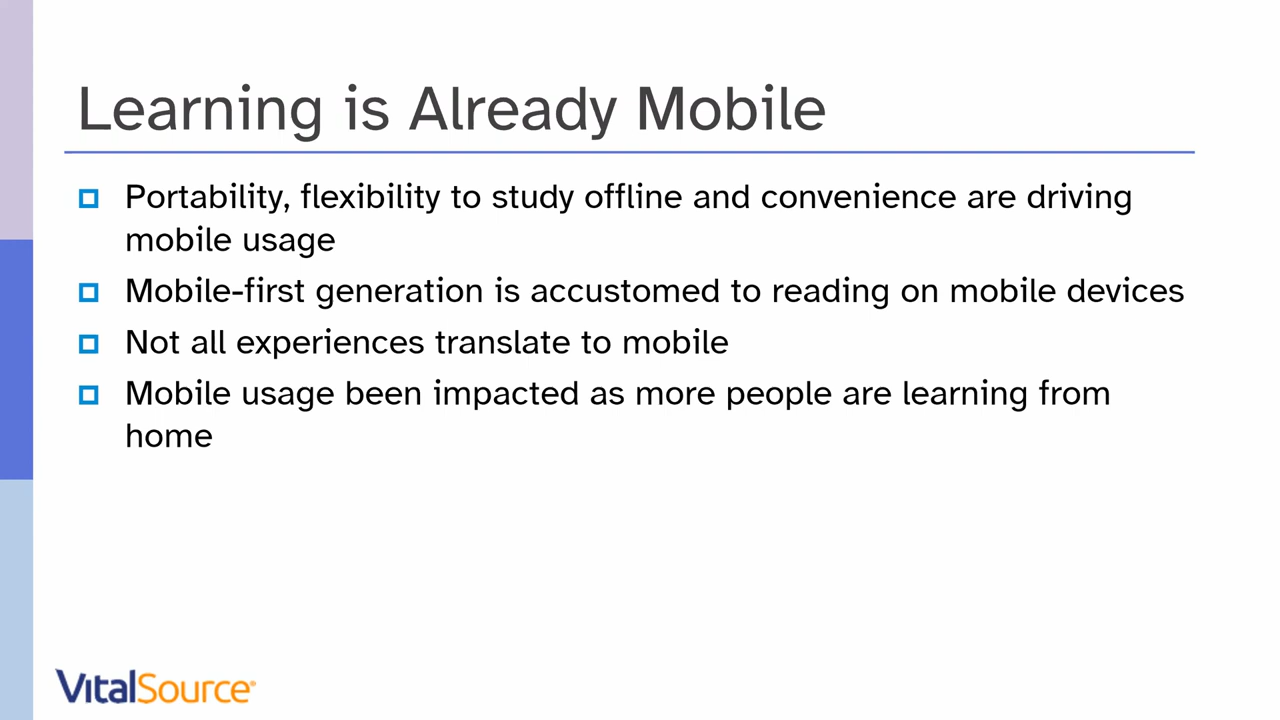 Learning is Already Mobile
Portability, flexibility to study offline and convenience are driving
mobile usage
Mobile-first generation is accustomed to reading on mobile devices
Not all experiences translate to mobile
Mobile usage been impacted as more people are learning from
home
VitalSource®